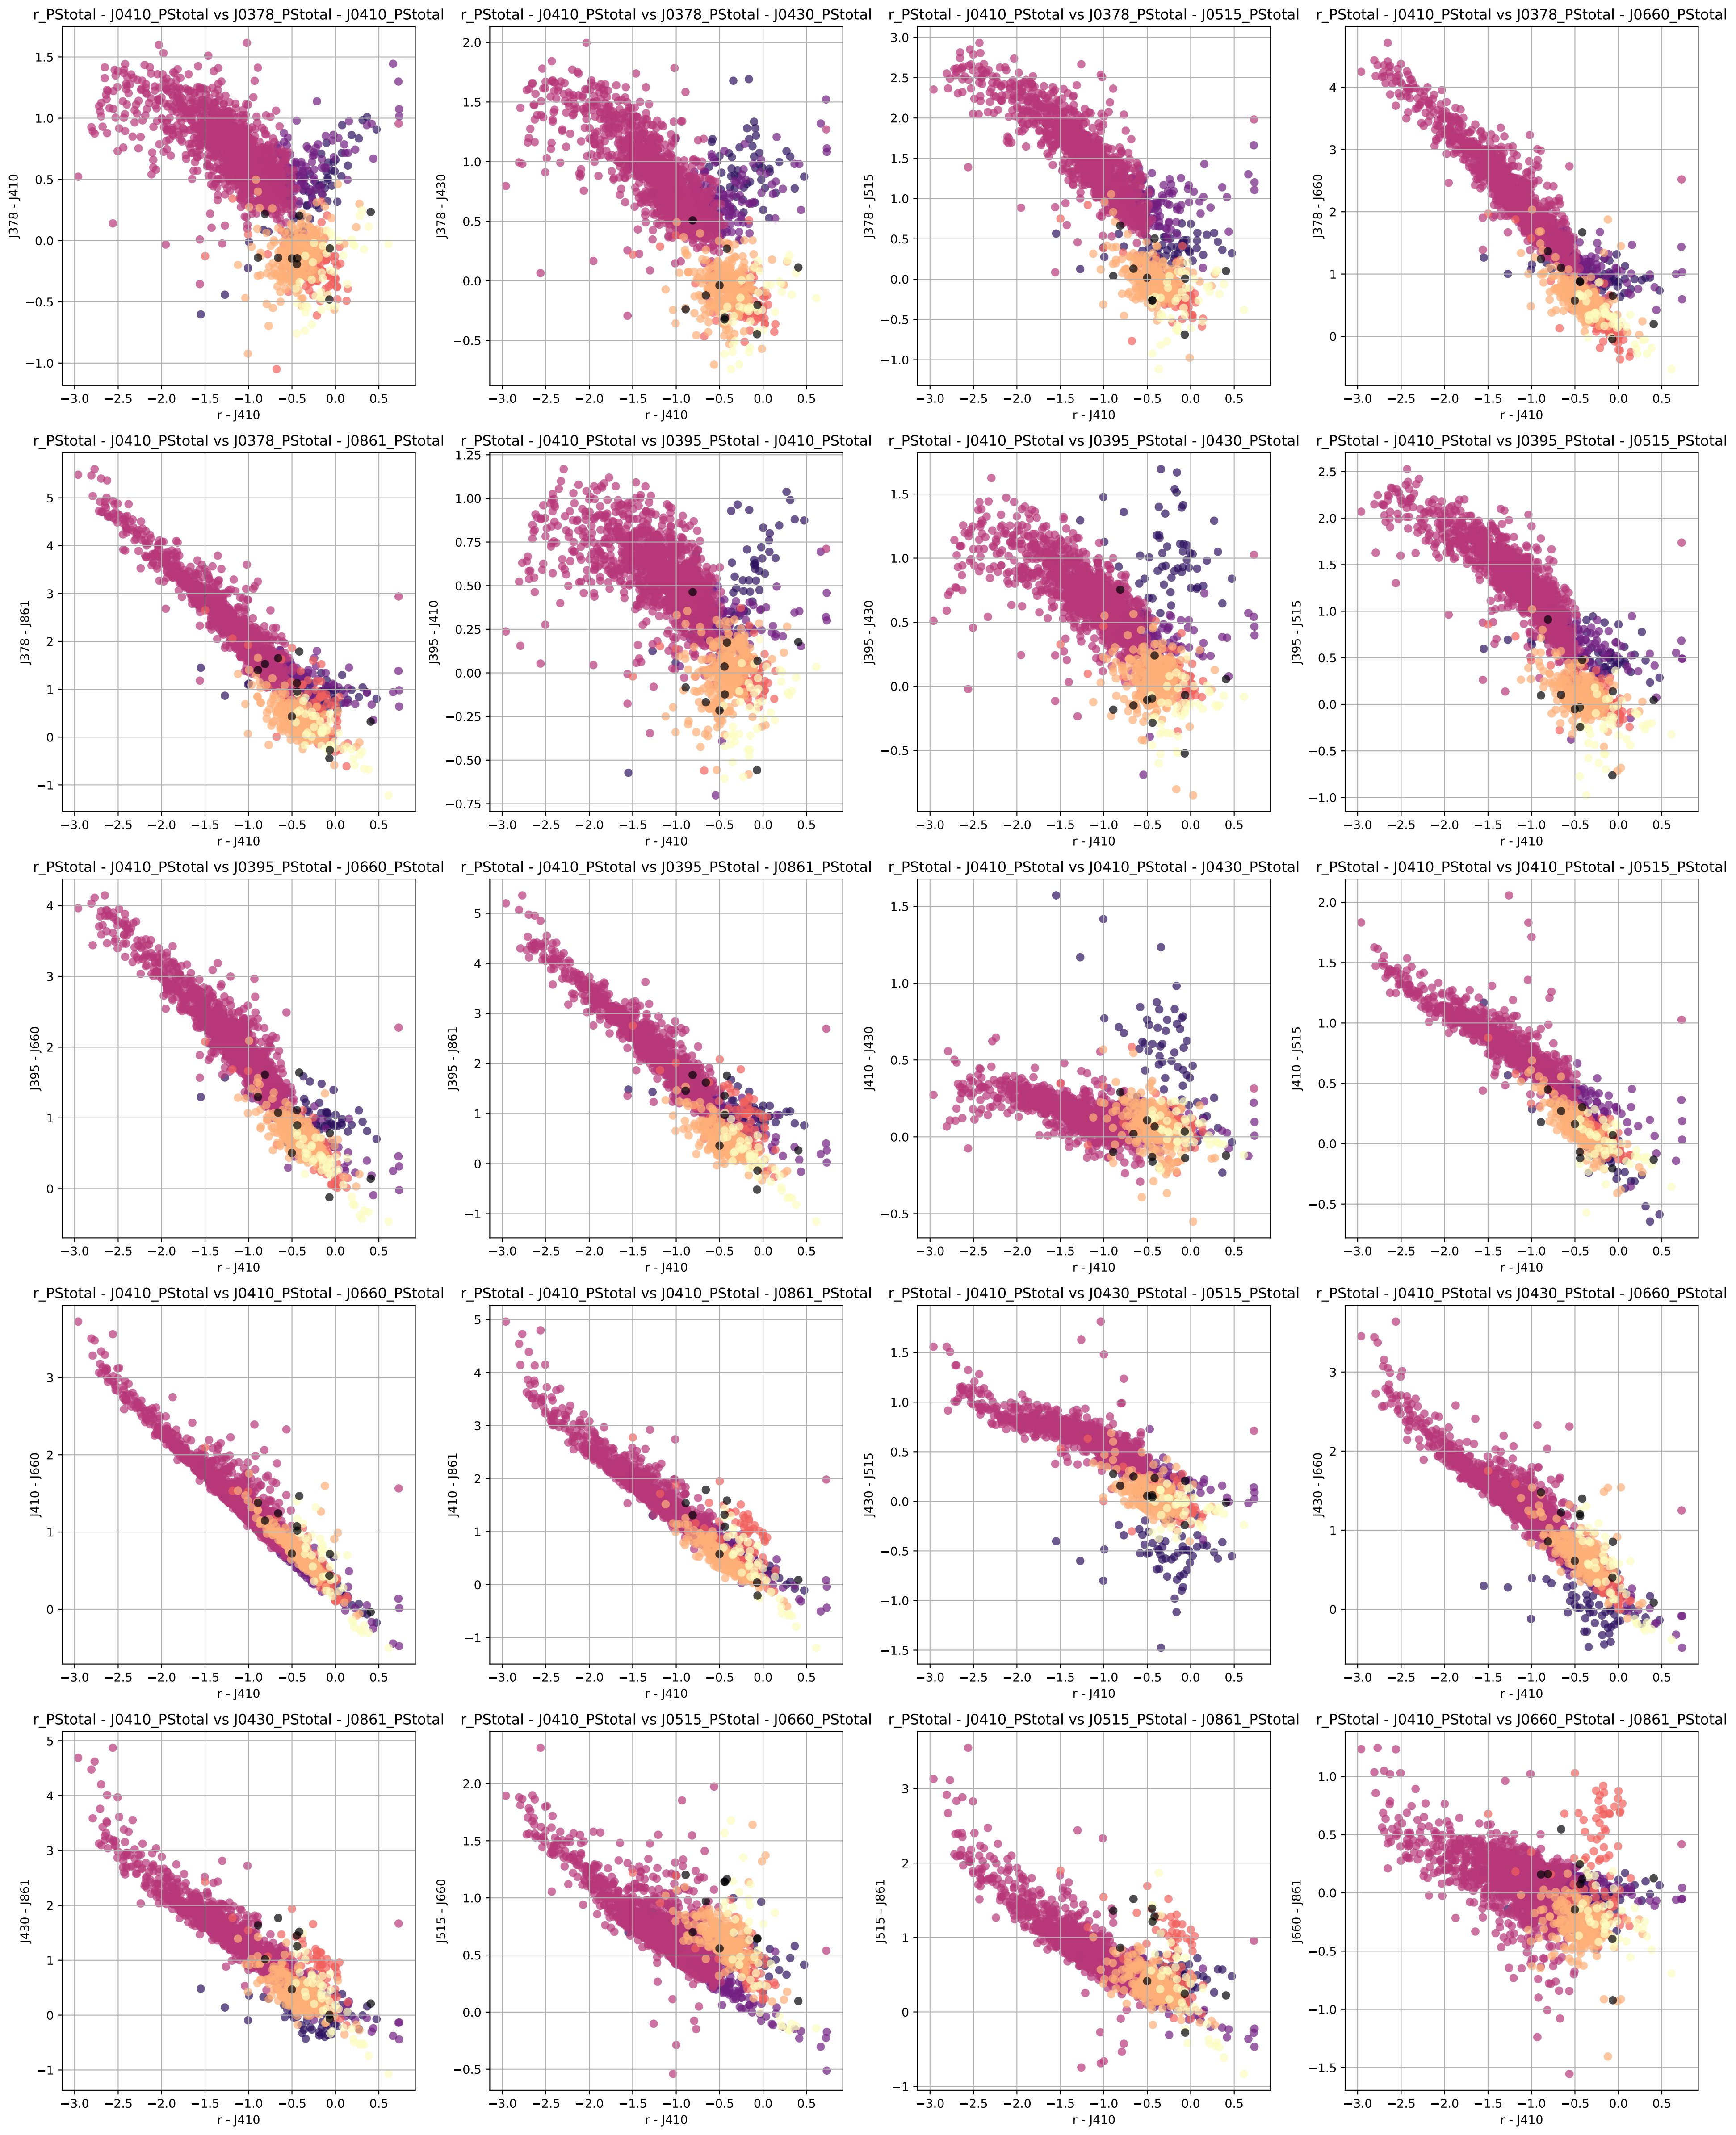 r_PStotal - J0410_PStotal vs J0378_PStotal - J0410_PStotal
1.5
1.0
0.5
0.0
−0.5
−1.0
J378 - J410
−3.0 −2.5 −2.0 −1.5 −1.0 −0.5 0.0 0.5
r - J410
r_PStotal - J0410_PStotal vs J0378_PStotal - J0430_PStotal
2.0
1.5
1.0
0.5
0.0
−0.5
J378 - J430
−3.0 −2.5 −2.0 −1.5 −1.0 −0.5 0.0 0.5
r - J410
r_PStotal - J0410_PStotal vs J0378_PStotal - J0515_PStotal
3.0
2.5
2.0
1.5
1.0
0.5
0.0
−0.5
−1.0
J378 - J515
−3.0 −2.5 −2.0 −1.5 −1.0 −0.5 0.0 0.5
r - J410
r_PStotal - J0410_PStotal vs J0378_PStotal - J0660_PStotal
4
3
2
1
0
J378 - J660
−3.0 −2.5 −2.0 −1.5 −1.0 −0.5 0.0 0.5
r - J410
r_PStotal - J0410_PStotal vs J0378_PStotal - J0861_PStotal
5
4
3
2
1
0
−1
J378 - J861
−3.0 −2.5 −2.0 −1.5 −1.0 −0.5 0.0 0.5
r - J410
r_PStotal - J0410_PStotal vs J0395_PStotal - J0410_PStotal
1.25
1.00
0.75
0.50
0.25
0.00
−0.25
−0.50
−0.75
J395 - J410
−3.0 −2.5 −2.0 −1.5 −1.0 −0.5 0.0 0.5
r - J410
r_PStotal - J0410_PStotal vs J0395_PStotal - J0430_PStotal
1.5
1.0
0.5
0.0
−0.5
J395 - J430
−3.0 −2.5 −2.0 −1.5 −1.0 −0.5 0.0 0.5
r - J410
r_PStotal - J0410_PStotal vs J0395_PStotal - J0515_PStotal
2.5
2.0
1.5
1.0
0.5
0.0
−0.5
−1.0
J395 - J515
−3.0 −2.5 −2.0 −1.5 −1.0 −0.5 0.0 0.5
r - J410
r_PStotal - J0410_PStotal vs J0395_PStotal - J0660_PStotal
4
3
2
1
0
J395 - J660
−3.0 −2.5 −2.0 −1.5 −1.0 −0.5 0.0 0.5
r - J410
r_PStotal - J0410_PStotal vs J0395_PStotal - J0861_PStotal
5
4
3
2
1
0
−1
J395 - J861
−3.0 −2.5 −2.0 −1.5 −1.0 −0.5 0.0 0.5
r - J410
r_PStotal - J0410_PStotal vs J0410_PStotal - J0430_PStotal
1.5
1.0
0.5
0.0
−0.5
J410 - J430
−3.0 −2.5 −2.0 −1.5 −1.0 −0.5 0.0 0.5
r - J410
r_PStotal - J0410_PStotal vs J0410_PStotal - J0515_PStotal
2.0
1.5
1.0
0.5
0.0
−0.5
J410 - J515
−3.0 −2.5 −2.0 −1.5 −1.0 −0.5 0.0 0.5
r - J410
r_PStotal - J0410_PStotal vs J0410_PStotal - J0660_PStotal
3
2
1
0
J410 - J660
−3.0 −2.5 −2.0 −1.5 −1.0 −0.5 0.0 0.5
r - J410
r_PStotal - J0410_PStotal vs J0410_PStotal - J0861_PStotal
5
4
3
2
1
0
−1
J410 - J861
−3.0 −2.5 −2.0 −1.5 −1.0 −0.5 0.0 0.5
r - J410
r_PStotal - J0410_PStotal vs J0430_PStotal - J0515_PStotal
1.5
1.0
0.5
0.0
−0.5
−1.0
−1.5
J430 - J515
−3.0 −2.5 −2.0 −1.5 −1.0 −0.5 0.0 0.5
r - J410
r_PStotal - J0410_PStotal vs J0430_PStotal - J0660_PStotal
3
2
1
0
J430 - J660
−3.0 −2.5 −2.0 −1.5 −1.0 −0.5 0.0 0.5
r - J410
r_PStotal - J0410_PStotal vs J0430_PStotal - J0861_PStotal
5
4
3
2
1
0
−1
J430 - J861
−3.0 −2.5 −2.0 −1.5 −1.0 −0.5 0.0 0.5
r - J410
r_PStotal - J0410_PStotal vs J0515_PStotal - J0660_PStotal
2.0
1.5
1.0
0.5
0.0
−0.5
J515 - J660
−3.0 −2.5 −2.0 −1.5 −1.0 −0.5 0.0 0.5
r - J410
r_PStotal - J0410_PStotal vs J0515_PStotal - J0861_PStotal
3
2
1
0
−1
J515 - J861
−3.0 −2.5 −2.0 −1.5 −1.0 −0.5 0.0 0.5
r - J410
r_PStotal - J0410_PStotal vs J0660_PStotal - J0861_PStotal
1.0
0.5
0.0
−0.5
−1.0
−1.5
J660 - J861
−3.0 −2.5 −2.0 −1.5 −1.0 −0.5 0.0 0.5
r - J410